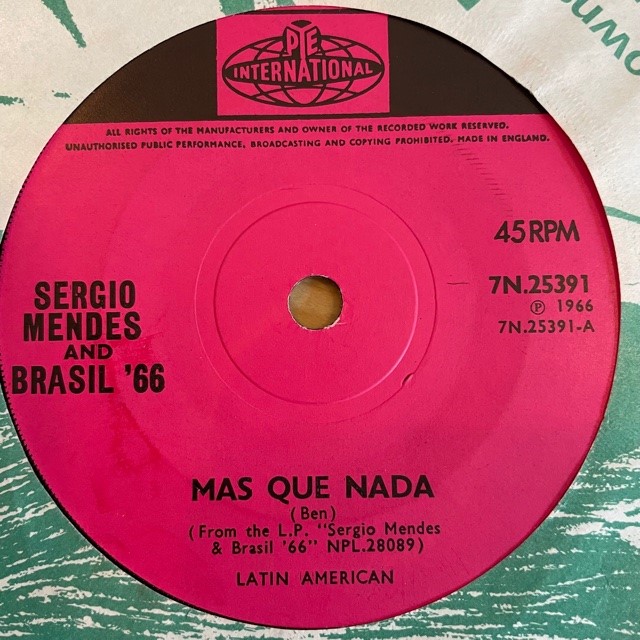 PYE
INTERNATIONAL
ALL RIGHTS OF THE MANUFACTURERS AND OWNER OF THE RECORDED WORK RESERVED.
UNAUTHORISED PUBLIC PERFORMANCE, BROADCASTING AND COPYING PROHIBITED. MADE IN ENGLAND.
45 RPM
7N.25391
℗ 1966
7N.25391-A
SERGIO
MENDES
AND
BRASIL '66
MAS QUE NADA
(Ben)
(From the L.P. "Sergio Mendes
& Brasil '66" NPL.28089)
LATIN AMERICAN